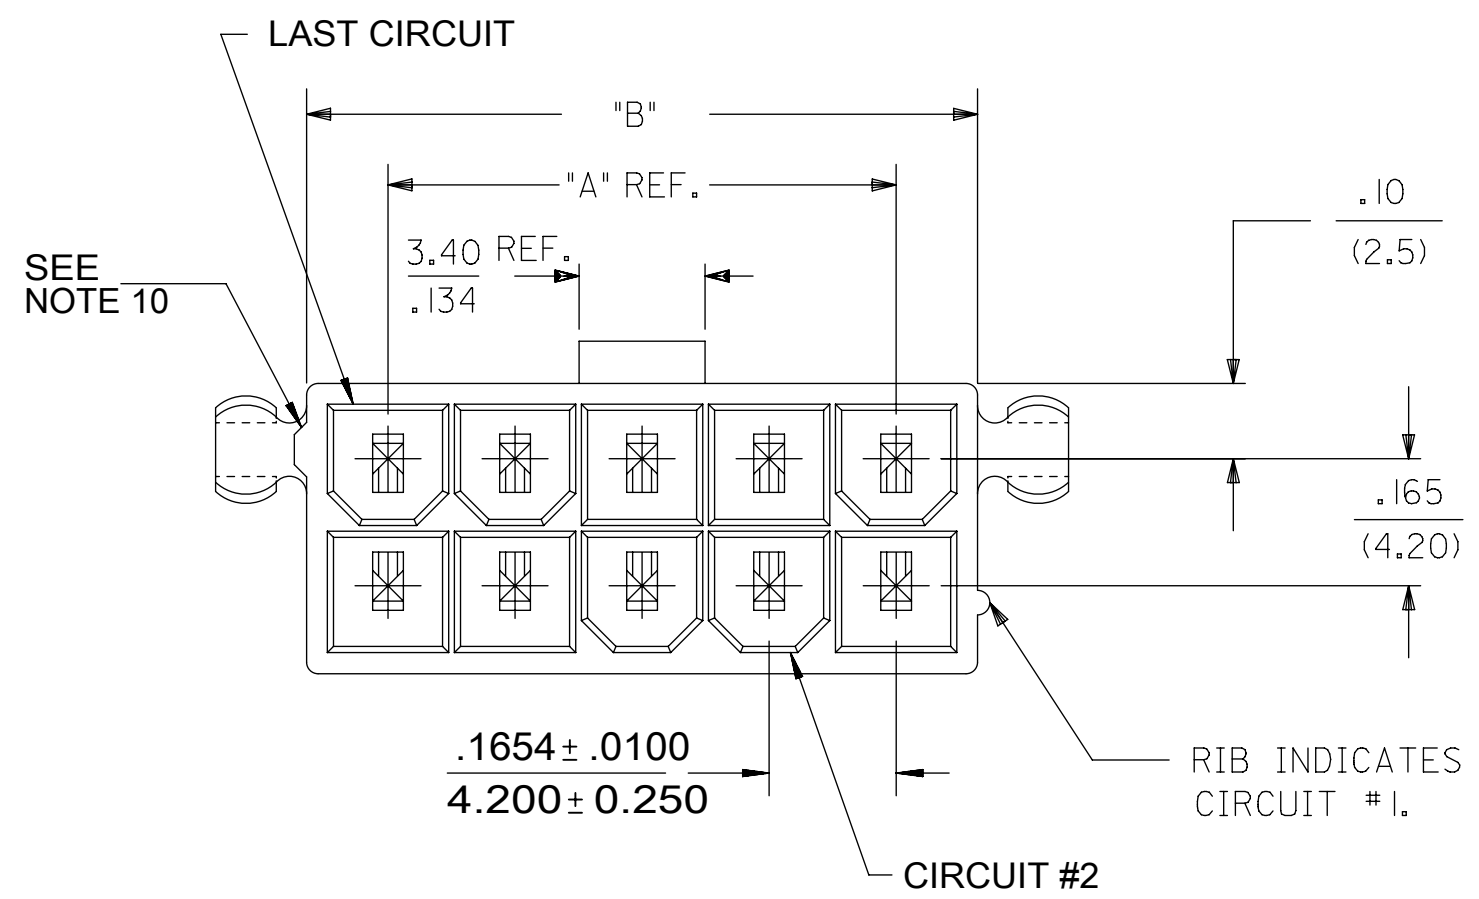 LAST CIRCUIT
"B"
"A" REF.
.10
(2.5)
3.40 REF.
.134
SEE
NOTE 10
.165
(4.20)
.1654 ± .0100
4.200 ± 0.250
RIB INDICATES
CIRCUIT #1.
CIRCUIT #2